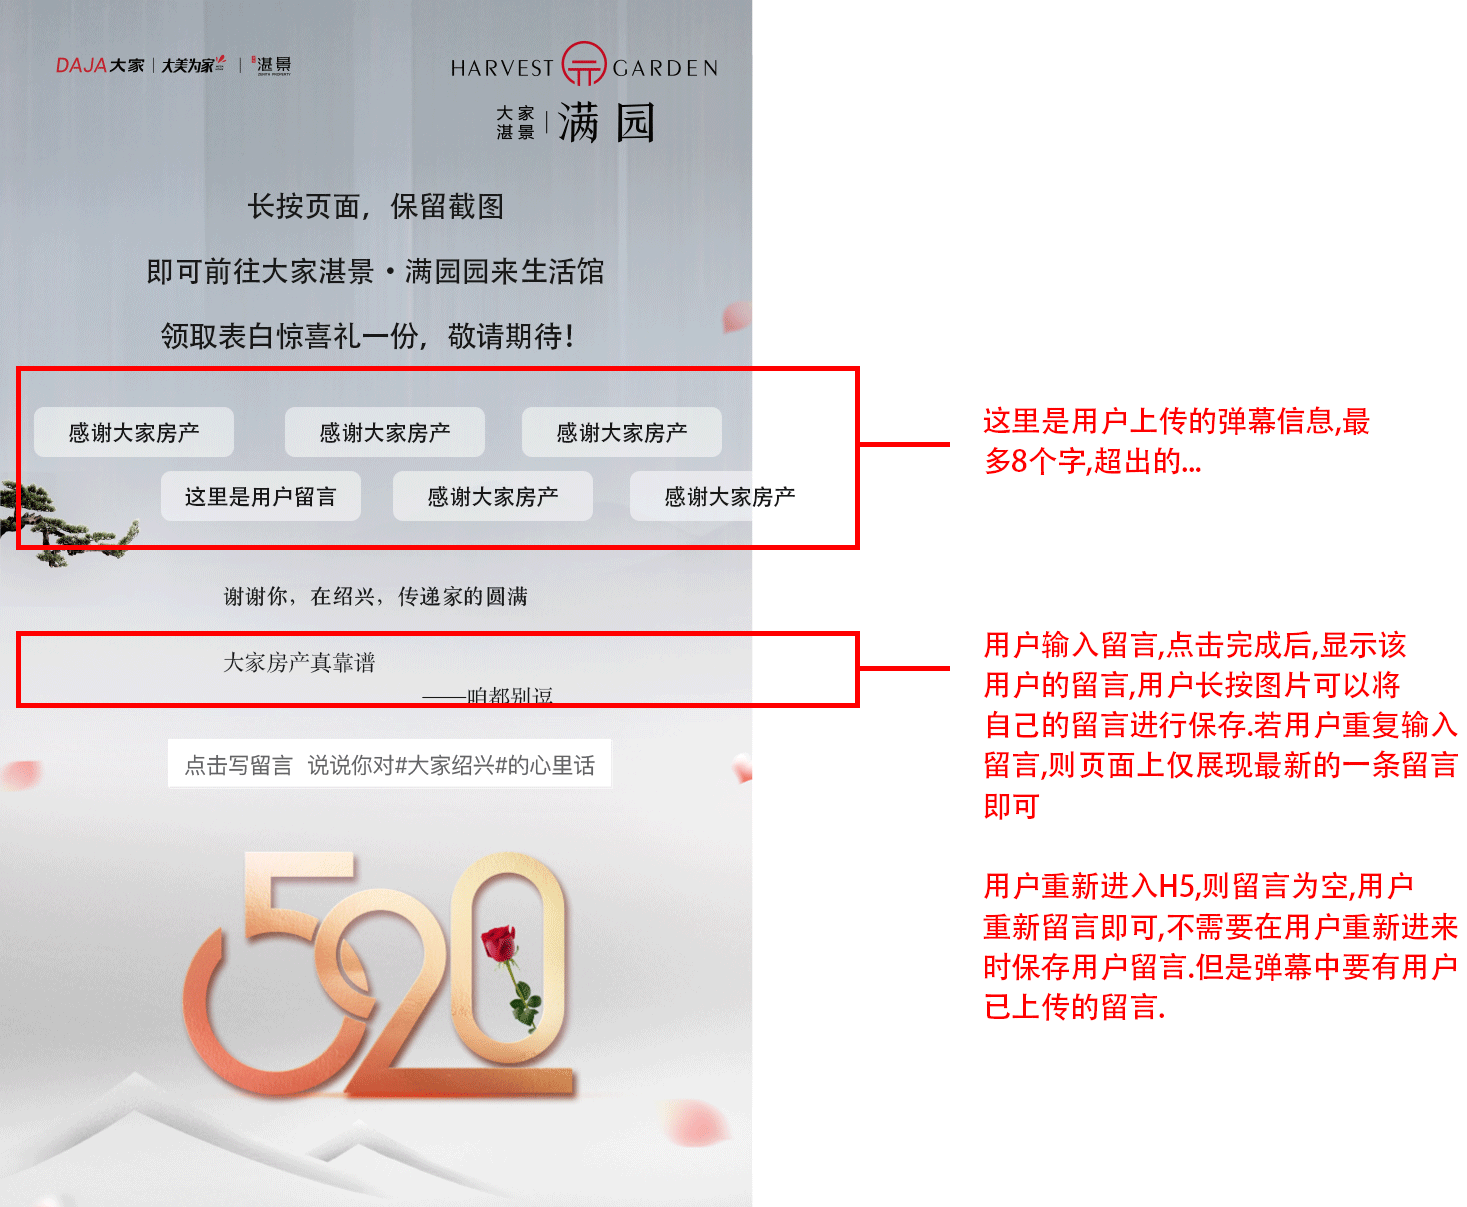 DAJA大家 | 大美为家 | 湛景
HARVEST GARDEN
大家
湛景
满园
长按页面，保留截图
即可前往大家湛景·满园园来生活馆
领取表白惊喜礼一份，敬请期待！
感谢大家房产 感谢大家房产 感谢大家房产
这里是用户留言 感谢大家房产 感谢大家房产
谢谢你，在绍兴，传递家的圆满
大家房产真靠谱
——咱都别逗
点击写留言 说说你对#大家绍兴#的心里话
520
这里是用户上传的弹幕信息,最
多8个字,超出的...
用户输入留言,点击完成后,显示该
用户的留言,用户长按图片可以将
自己的留言进行保存.若用户重复输入
留言,则页面上仅展现最新的一条留言
即可
用户重新进入H5,则留言为空,用户
重新留言即可,不需要在用户重新进来
时保存用户留言.但是弹幕中要有用户
已上传的留言.